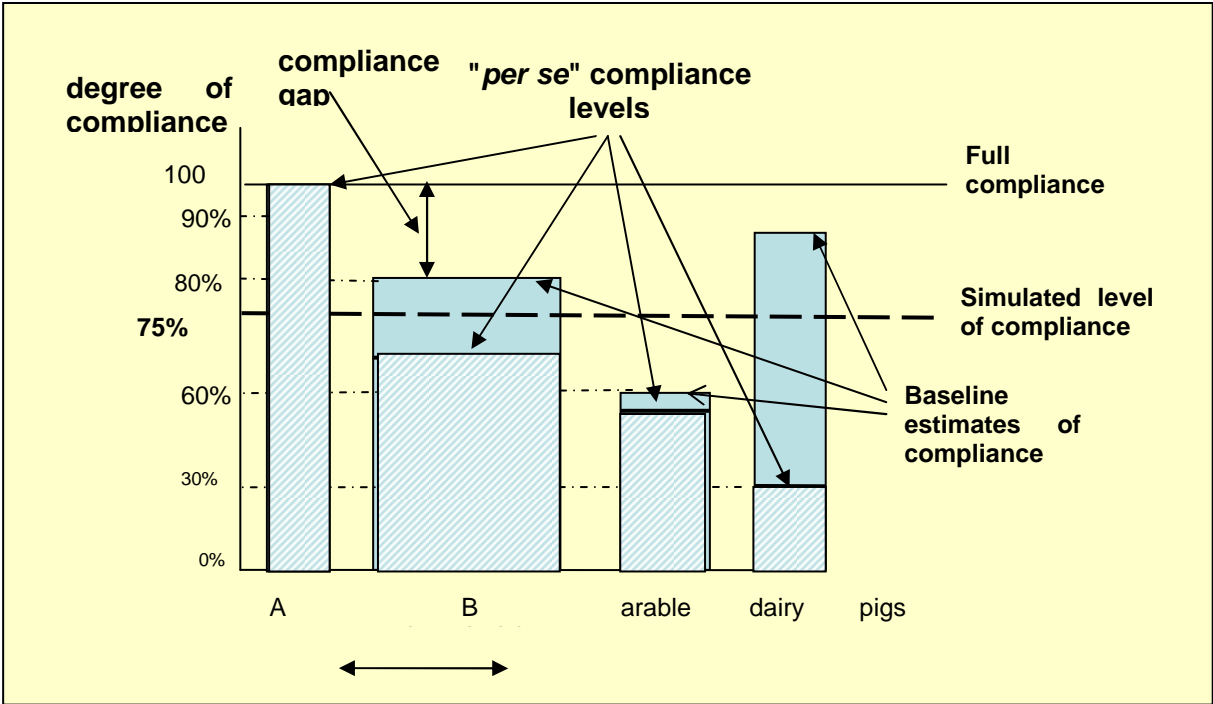 compliance
gap
"per se" compliance
levels
degree of
compliance
Full
compliance
100
90%
80%
Simulated level
of compliance
75%
60%
Baseline
estimates of
compliance
30%
0%
A B arable dairy pigs